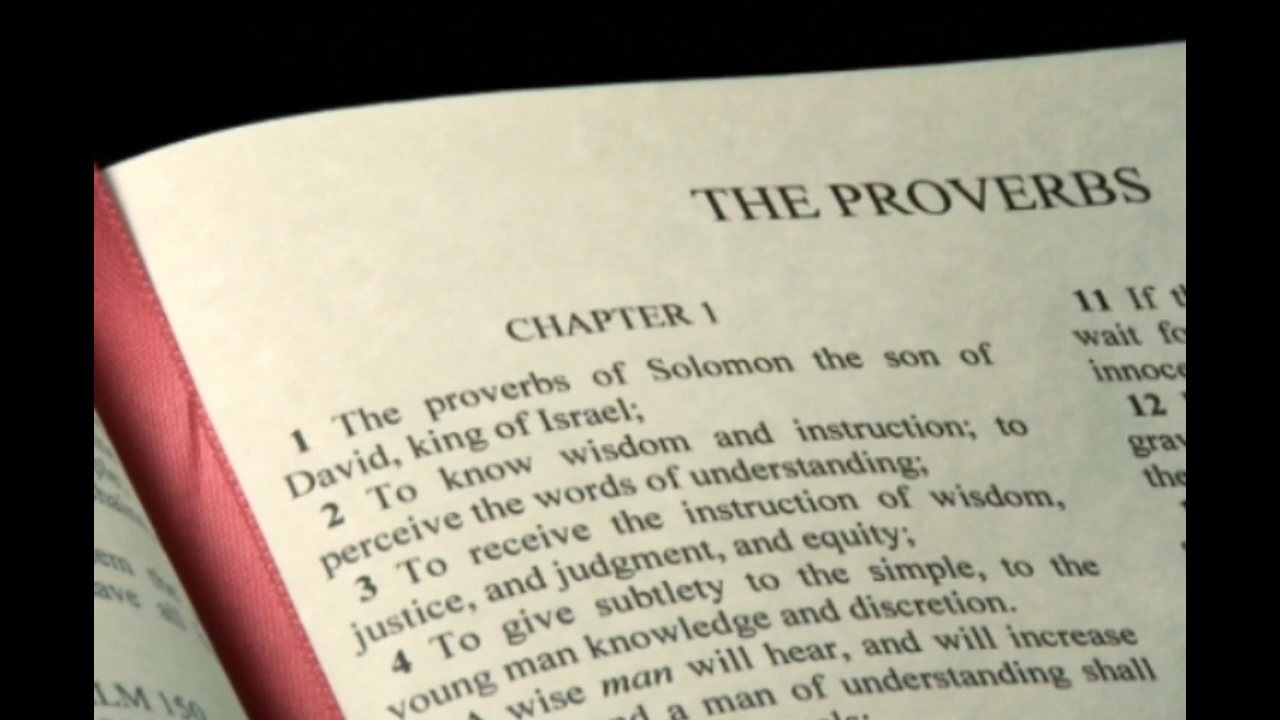 THE PROVERBS
CHAPTER 1
1 The proverbs of Solomon the son of
David, king of Israel;
2 To know wisdom and instruction; to
perceive the words of understanding;
3 To receive the instruction of wisdom,
justice, and judgment, and equity;
4 To give subtlety to the simple, to the
young man knowledge and discretion.
wise man will hear, and will increase
a man of understanding shall
11 If
wait
12
the
LM 150